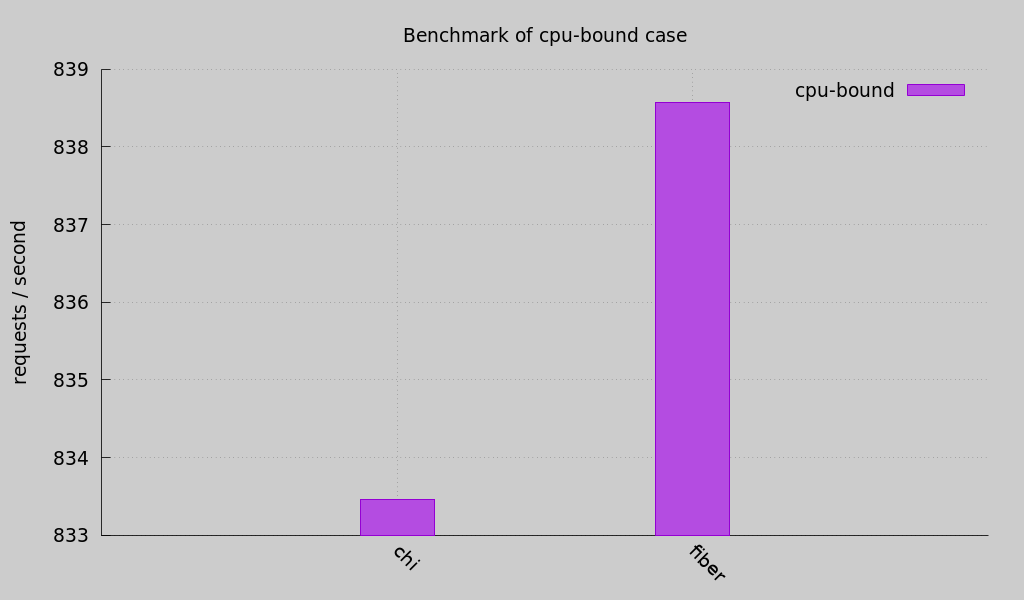 Benchmark of cpu-bound case
cpu-bound
requests / second
839
838
837
836
835
834
833
chi
fiber